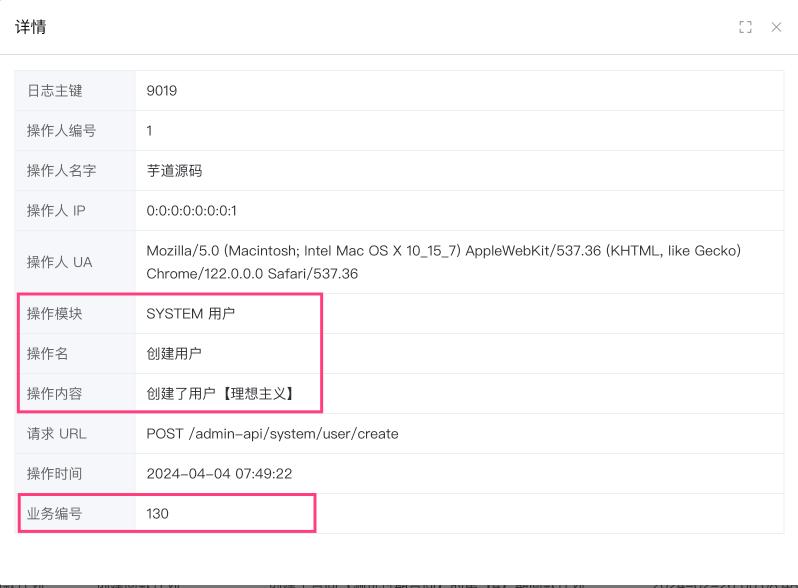 详情
日志主键 9019
操作人编号 1
操作人名字 芋道源码
操作人 IP 0:0:0:0:0:0:0:1
操作人 UA Mozilla/5.0 (Macintosh; Intel Mac OS X 10_15_7) AppleWebKit/537.36 (KHTML, like Gecko)
Chrome/122.0.0.0 Safari/537.36
操作模块 SYSTEM 用户
操作名 创建用户
操作内容 创建了用户【理想主义】
请求 URL POST /admin-api/system/user/create
操作时间 2024-04-04 07:49:22
业务编号 130